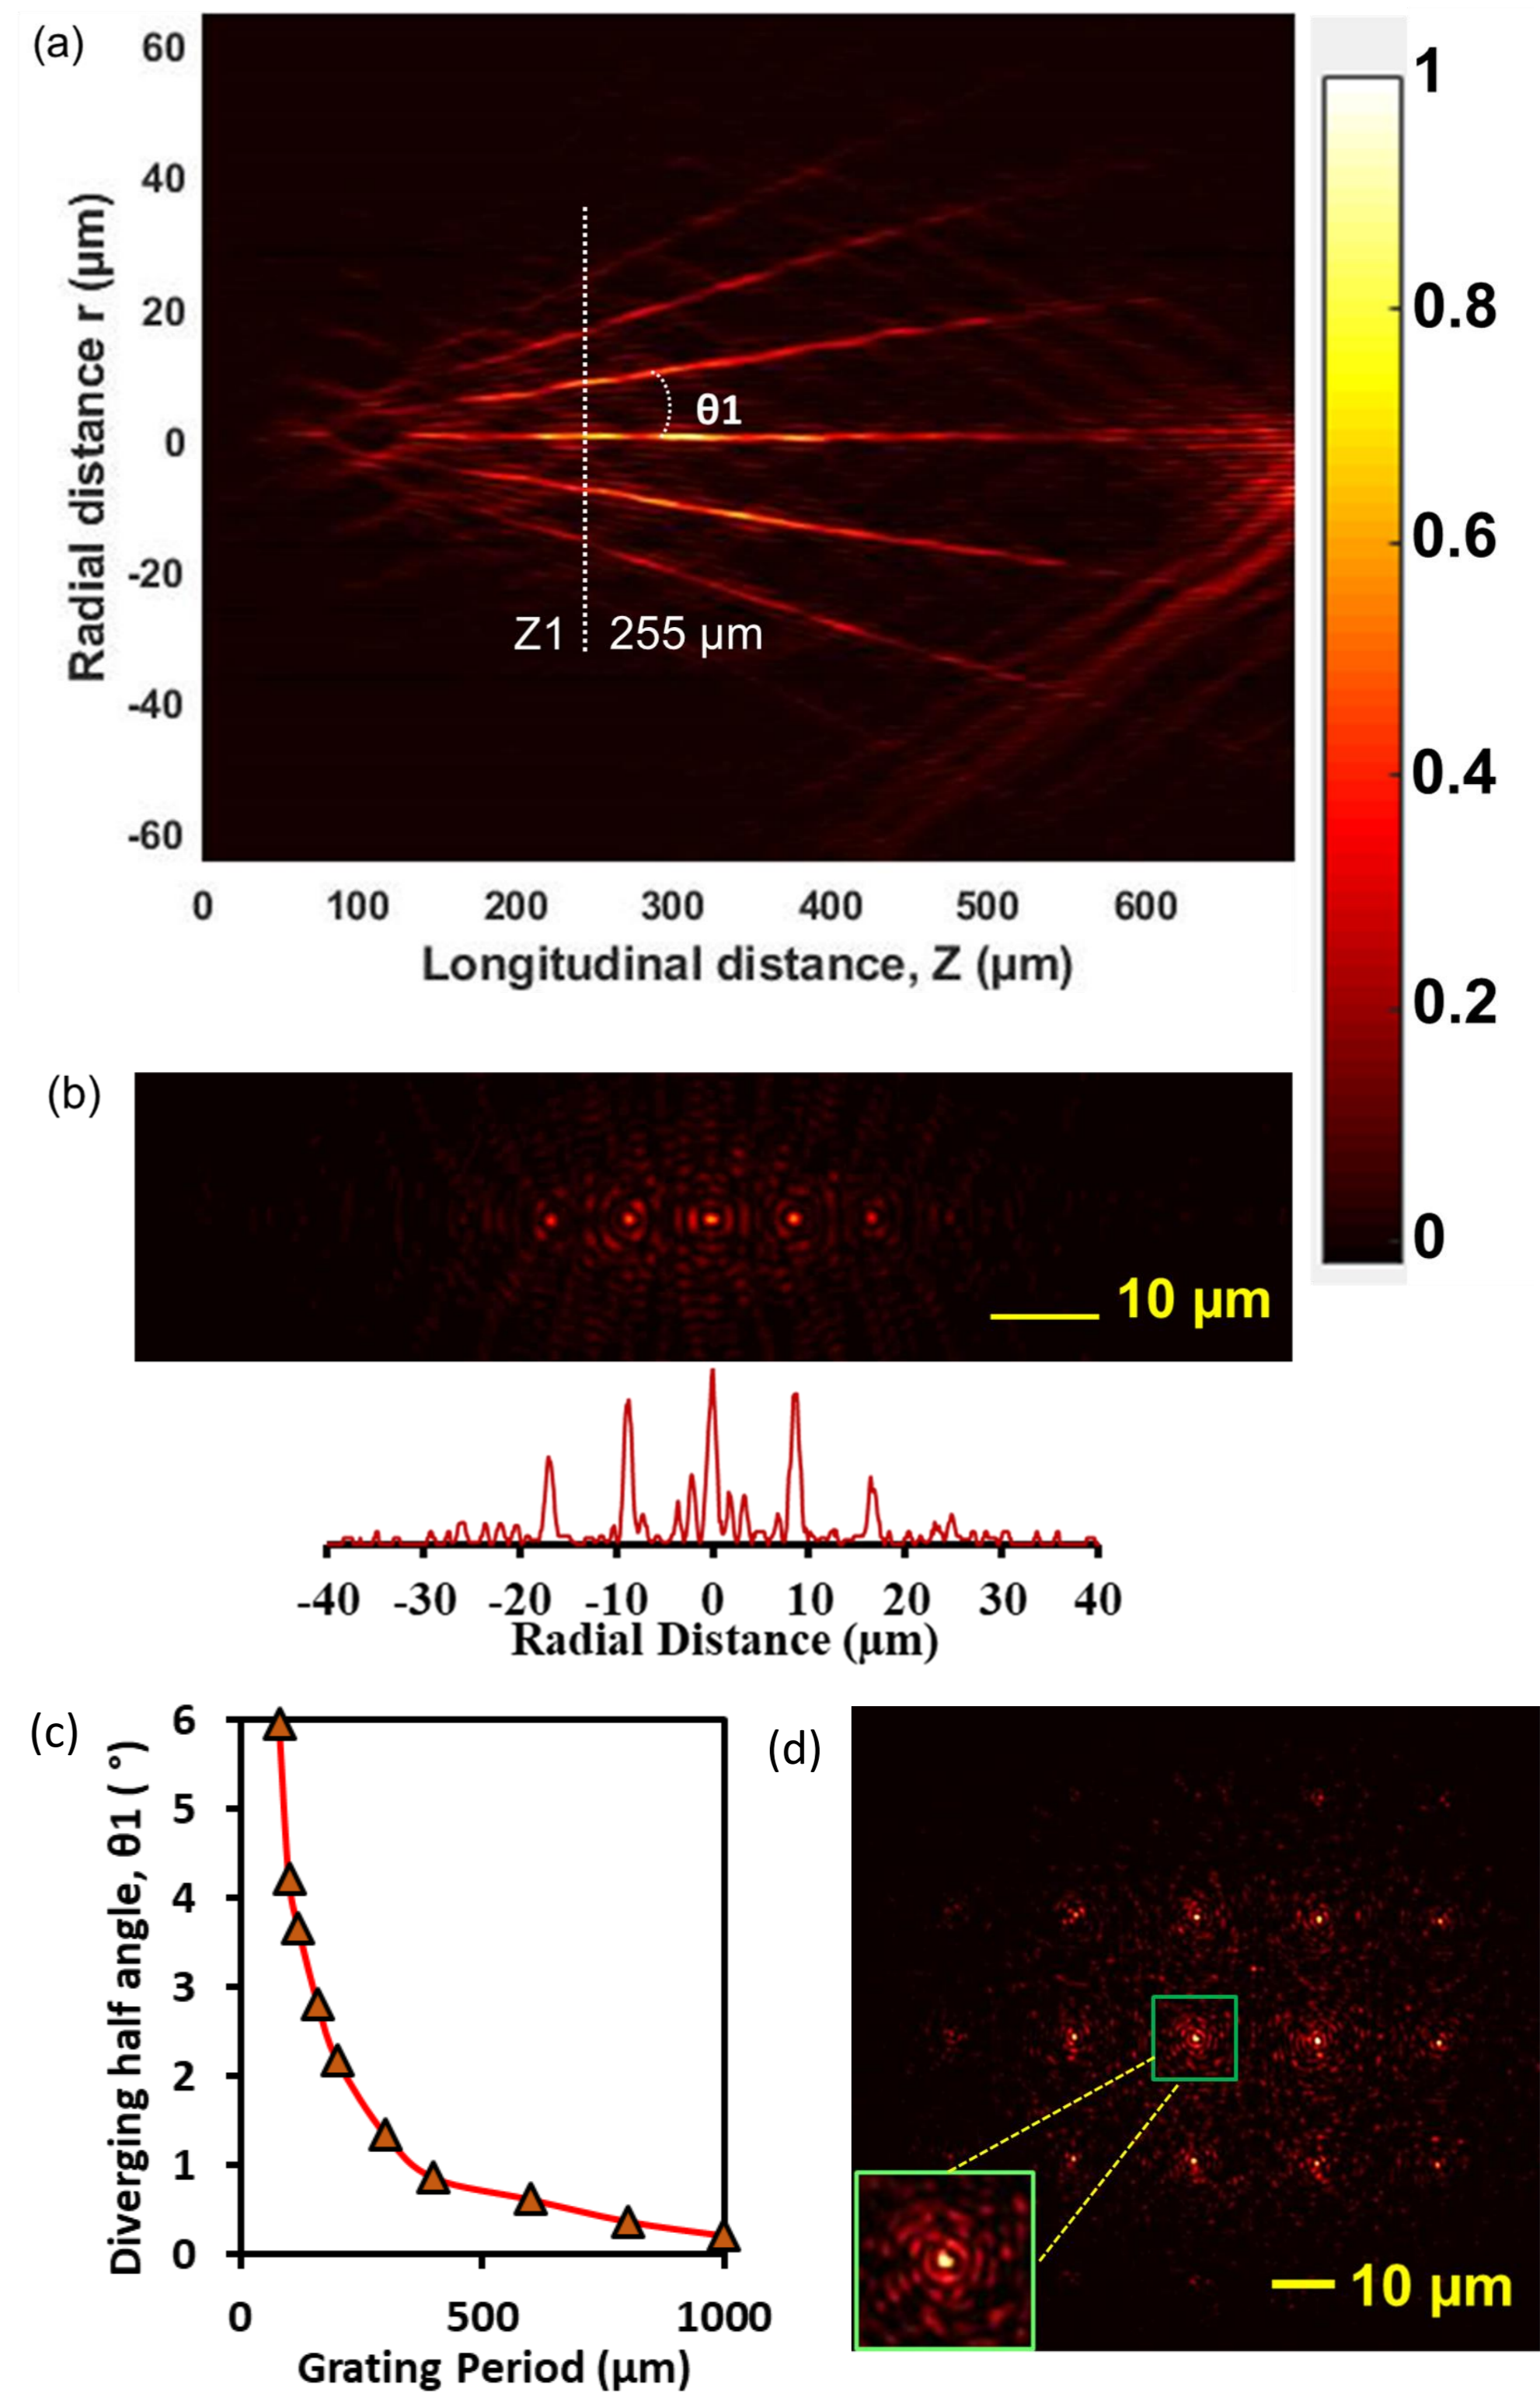 (a)
Radial distance r (µm)
60
40
20
0
-20
-40
-60
θ1
Z1
255 µm
0 100 200 300 400 500 600
Longitudinal distance, Z (µm)
1
0.8
0.6
0.4
0.2
0
(b)
10 µm
-40 -30 -20 -10 0 10 20 30 40
Radial Distance (µm)
(c)
Diverging half angle, θ1 ( °)
6
5
4
3
2
1
0
0 500 1000
Grating Period (µm)
(d)
10 µm